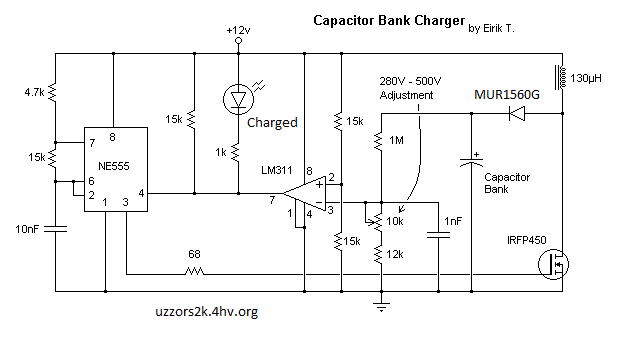 Capacitor Bank Charger by Eirik T.
+12v
4.7k
15k
10nF
7
8
6
2
1
3
4
NE555
15k
Charged
1k
LM311
7
8
2
+
3
-
1
4
15k
15k
280V - 500V
Adjustment
1M
10k
12k
1nF
MUR1560G
130µH
+
Capacitor
Bank
IRFP450
68
uzzors2k.4hv.org